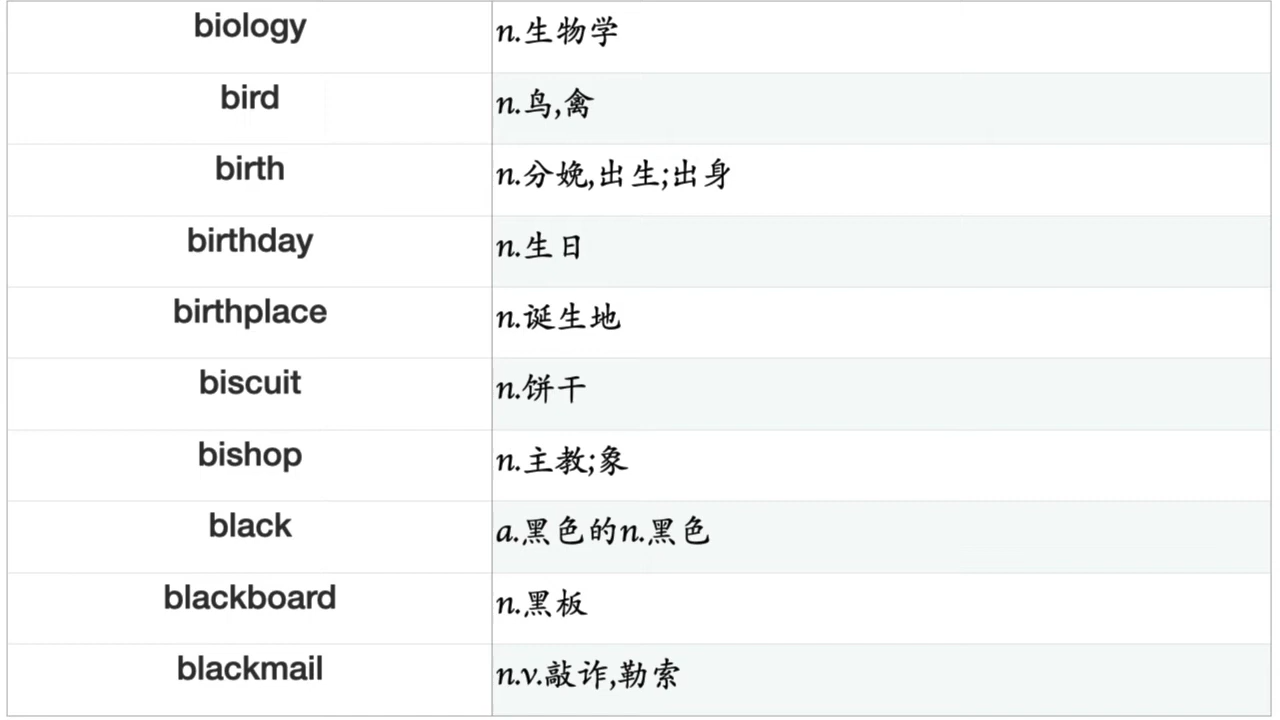 biology n.生物学
bird n.鸟,禽
birth n.分娩,出生;出身
birthday n.生日
birthplace n.诞生地
biscuit n.饼干
bishop n.主教;象
black a.黑色的n.黑色
blackboard n.黑板
blackmail n.v.敲诈,勒索